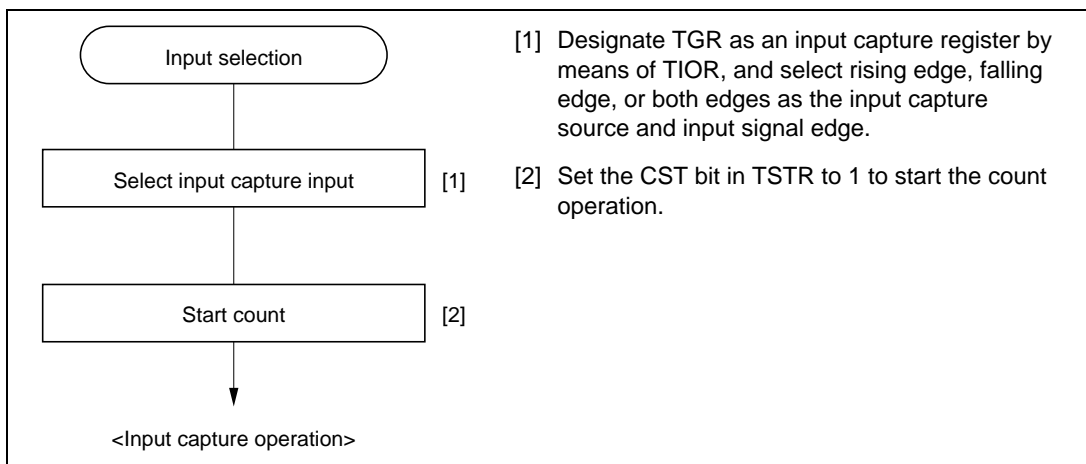 Input selection
Select input capture input
[1]
Start count
[2]
<Input capture operation>
[1] Designate TGR as an input capture register by
means of TIOR, and select rising edge, falling
edge, or both edges as the input capture
source and input signal edge.
[2] Set the CST bit in TSTR to 1 to start the count
operation.